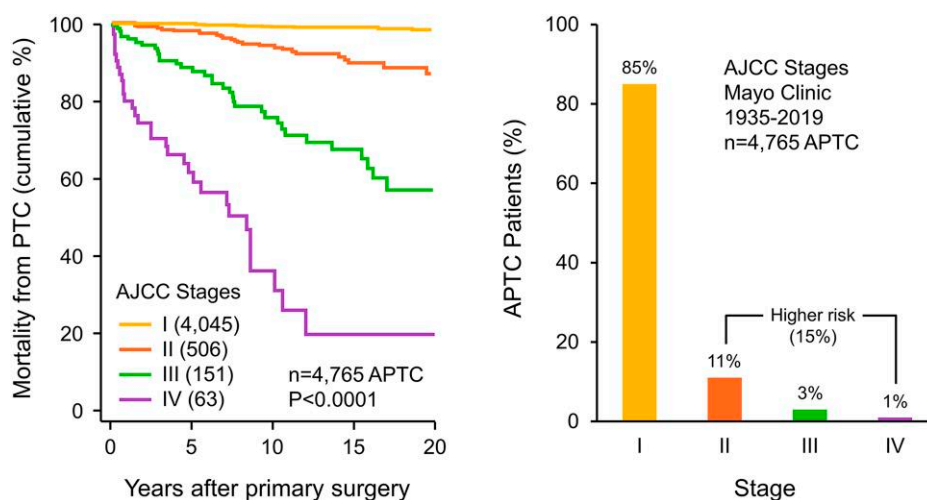 Mortality from PTC (cumulative %)
100
80
60
40
20
0
AJCC Stages
I (4,045)
II (506)
III (151)
IV (63)
n=4,765 APTC
P<0.0001
0 5 10 15 20
Years after primary surgery
APTC Patients (%)
100
80
60
40
20
0
85%
11%
3%
1%
AJCC Stages
Mayo Clinic
1935-2019
n=4,765 APTC
Higher risk
(15%)
I II III IV
Stage